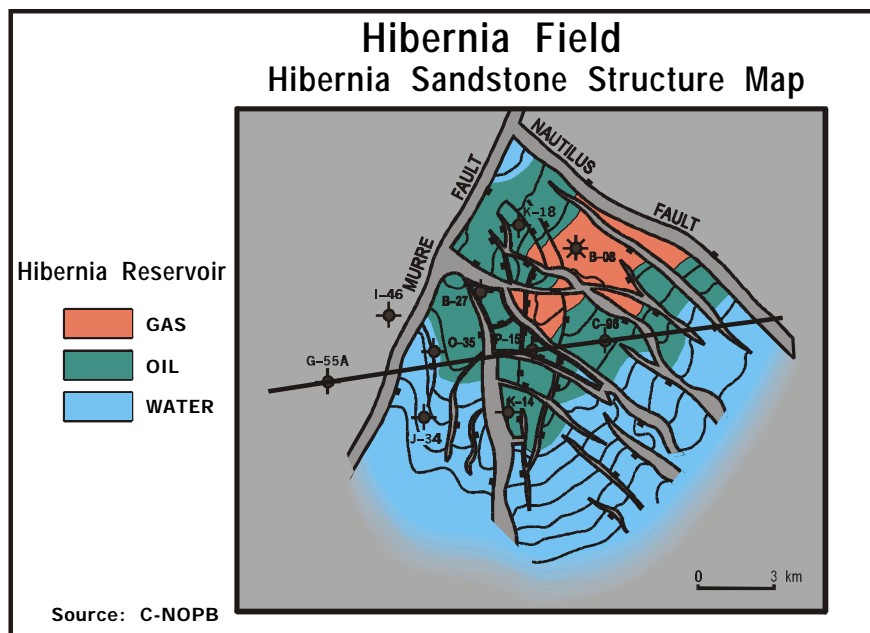 Hibernia Field
Hibernia Sandstone Structure Map
NAUTILUS
FAULT
FAULT
MURRE
K-18
B-08
Hibernia Reservoir
GAS
OIL
WATER
I-46
B-27
C-96
O-35
P-15
G-55A
K-14
J-34
0 3 km
Source: C-NOPB